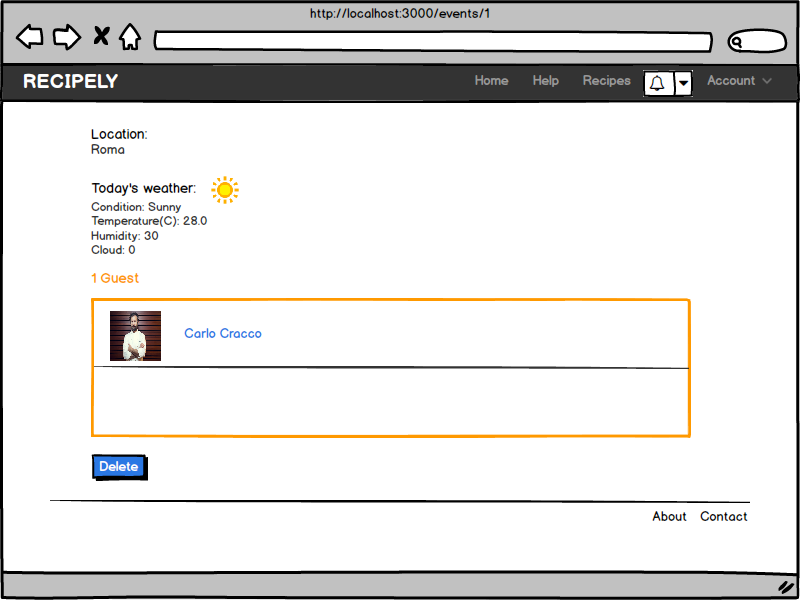 http://localhost:3000/events/1
RECIPELY Home Help Recipes Account
Location:
Roma
Today's weather:
Condition: Sunny
Temperature(C): 28.0
Humidity: 30
Cloud: 0
1 Guest
Carlo Cracco
Delete
About Contact